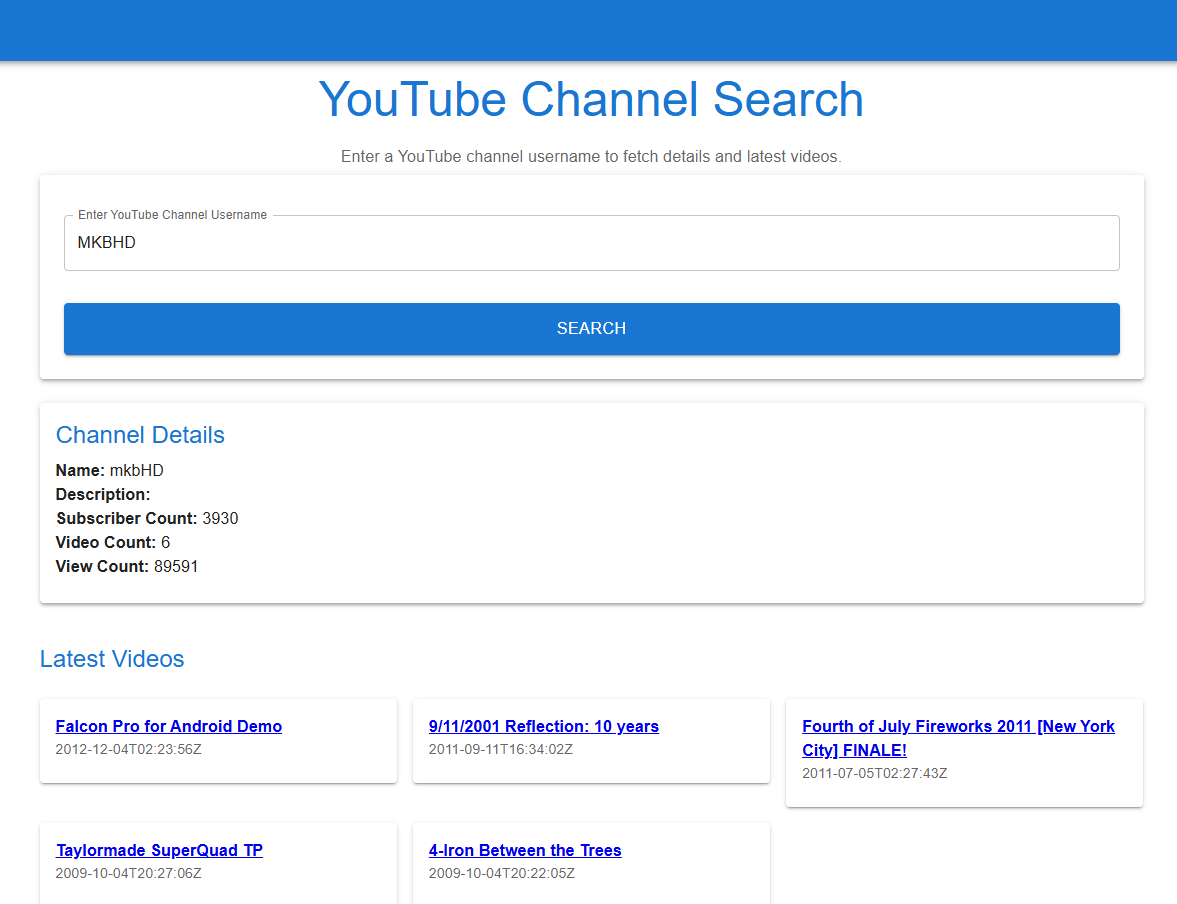 YouTube Channel Search
Enter a YouTube channel username to fetch details and latest videos.
Enter YouTube Channel Username
MKBHD
SEARCH
Channel Details
Name: mkbHD
Description:
Subscriber Count: 3930
Video Count: 6
View Count: 89591
Latest Videos
Falcon Pro for Android Demo
2012-12-04T02:23:56Z
9/11/2001 Reflection: 10 years
2011-09-11T16:34:02Z
Fourth of July Fireworks 2011 [New York
City] FINALE!
2011-07-05T02:27:43Z
Taylormade SuperQuad TP
2009-10-04T20:27:06Z
4-Iron Between the Trees
2009-10-04T20:22:05Z